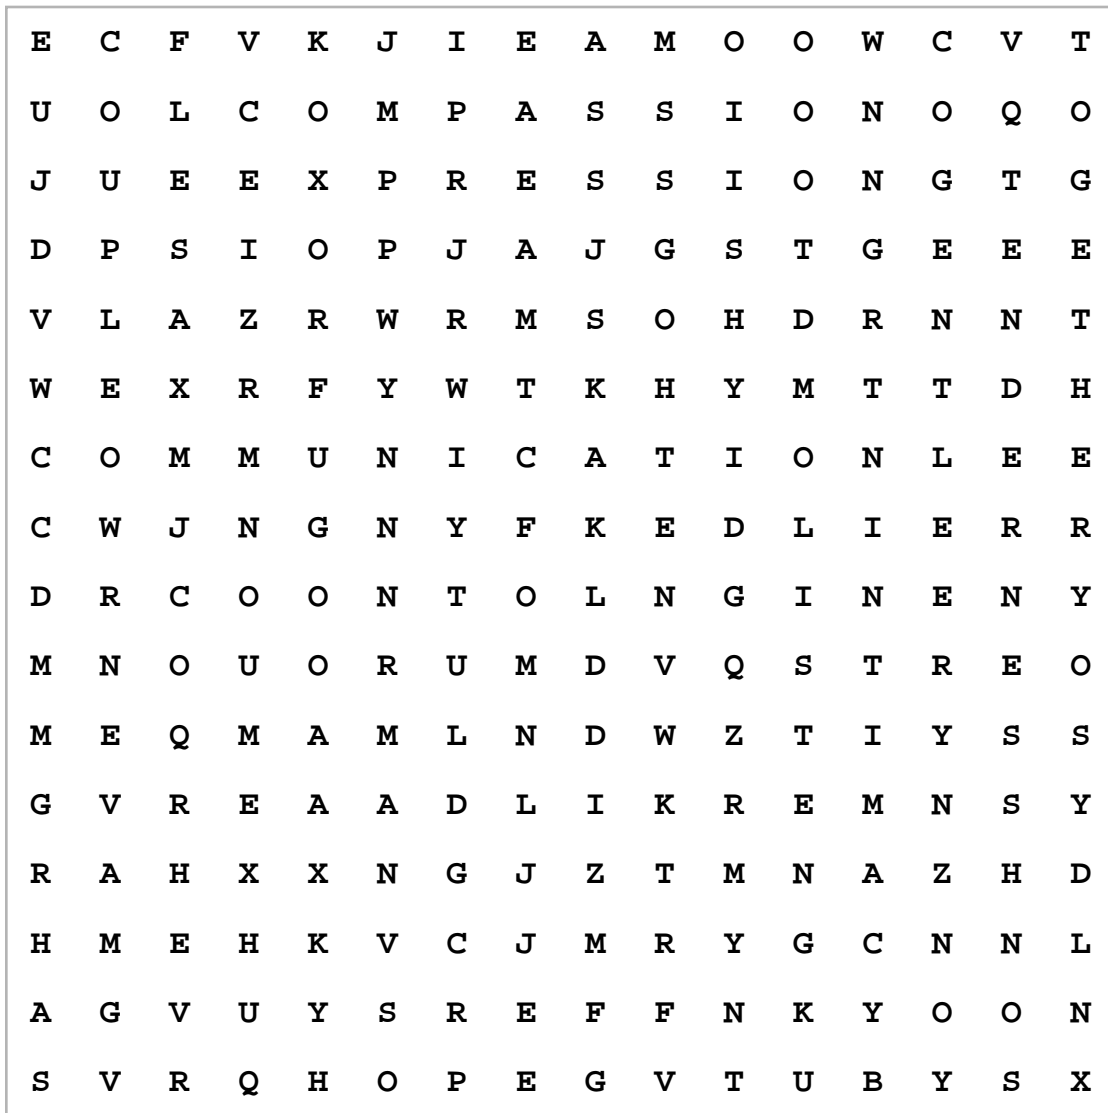 E C F V K J I E A M O O W C V T
U O L C O M P A S S I O N O Q O
J U E E X P R E S S I O N G T G
D P S I O P J A J G S T G E E E
V L A Z R W R M S O H D R N N T
W E X R F Y W T K H Y M T T D H
C O M M U N I C A T I O N L E E
C W J N G N Y F K E D L I E R R
D R C O O N T O L N G I N E N Y
M N O U O R U M D V Q S T R E O
M E Q M A M L N D W Z T I Y S S
G V R E A A D L I K R E M N S Y
R A H X X N G J Z T M N A Z H D
H M E H K V C J M R Y G C N N L
A G V U Y S R E F F N K Y O O N
S V R Q H O P E G V T U B Y S X